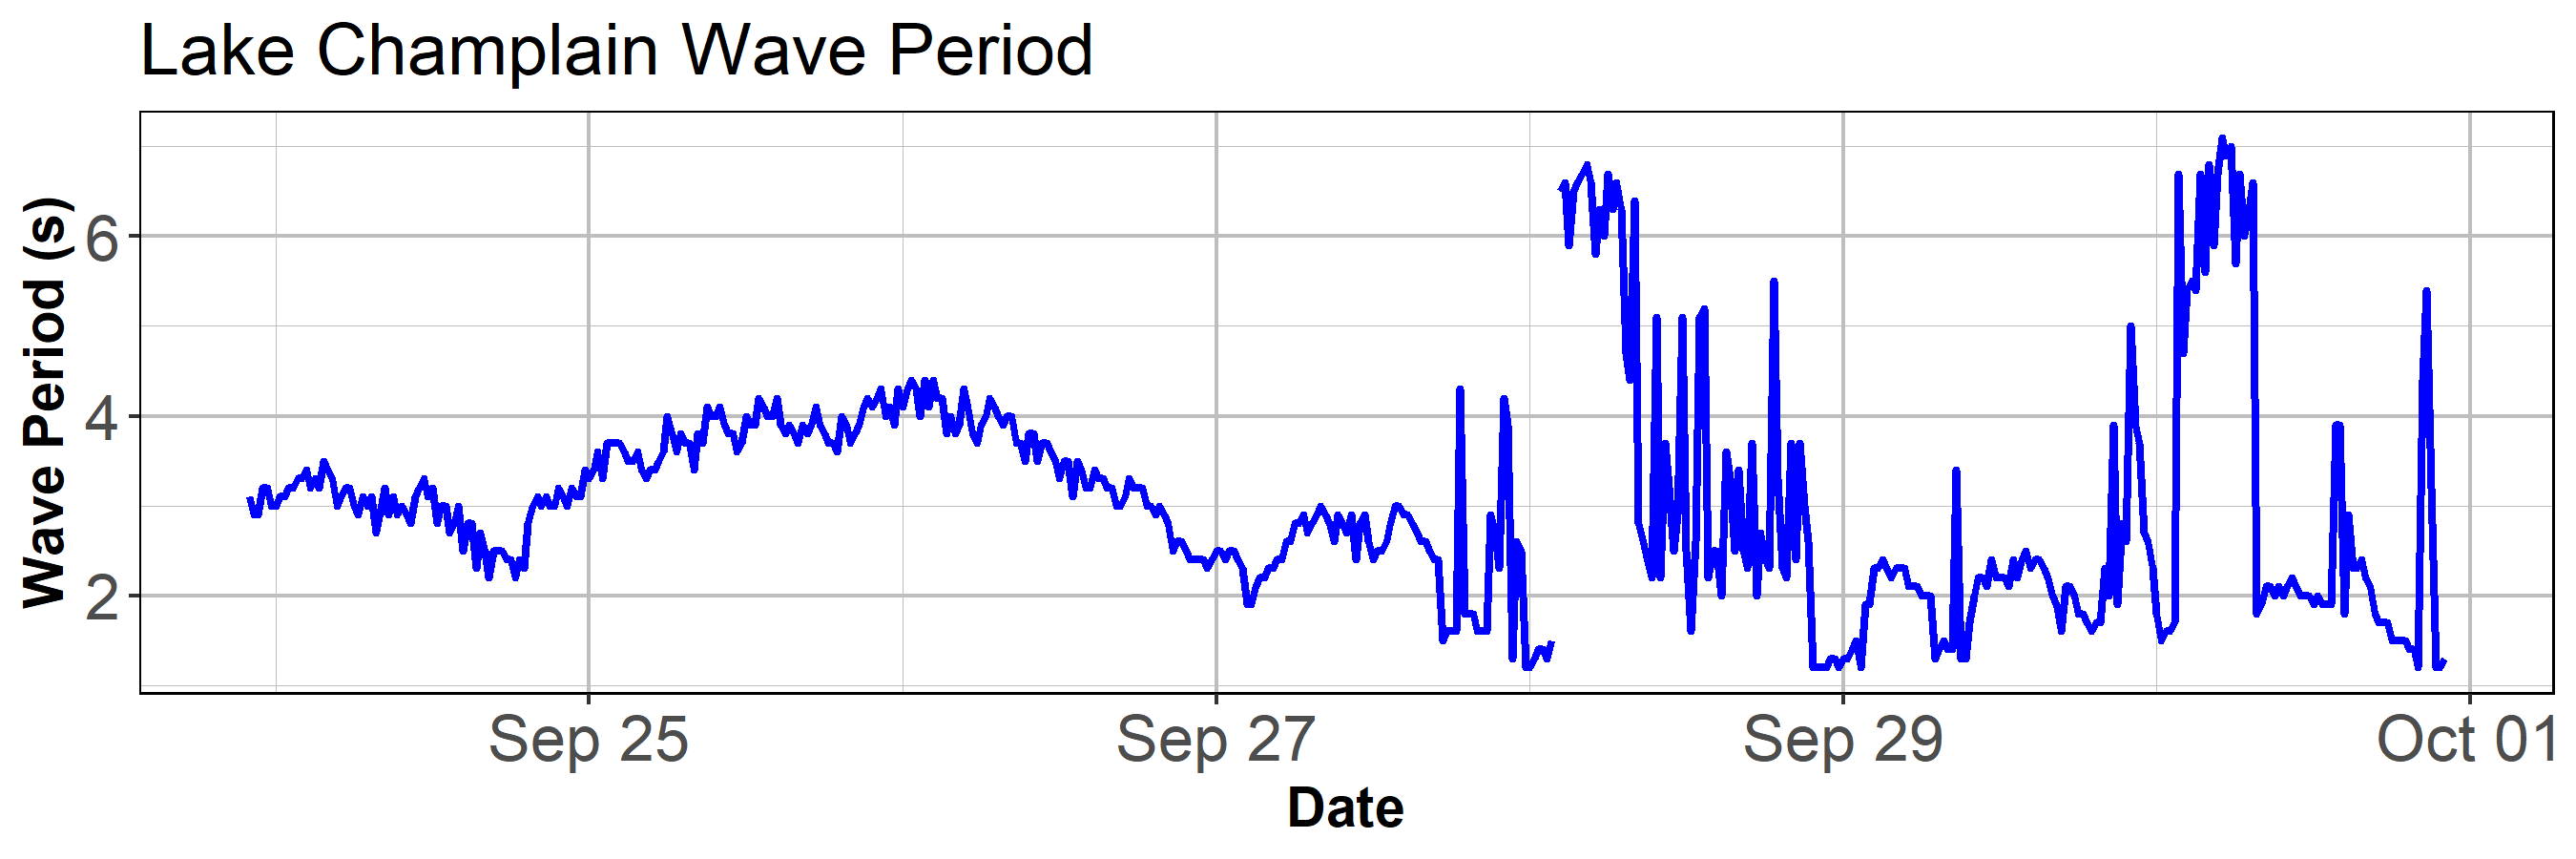 Lake Champlain Wave Period
Wave Period (s)
6
4
2
Sep 25
Sep 27
Sep 29
Oct 01
Date